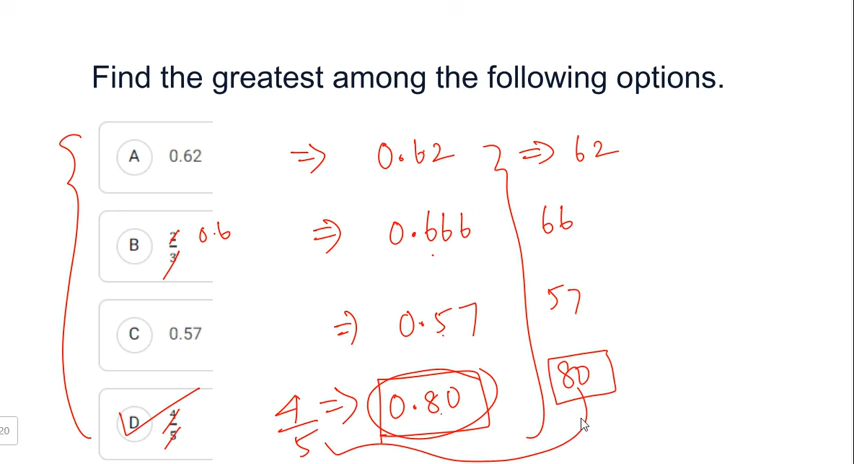 Find the greatest among the following options.
A 0.62 ⇒ 0.62 ⇒ 62
B 2/3 0.6 ⇒ 0.666 66
C 0.57 ⇒ 0.57 57
D 4/5 4/5 ⇒ 0.80 80
20